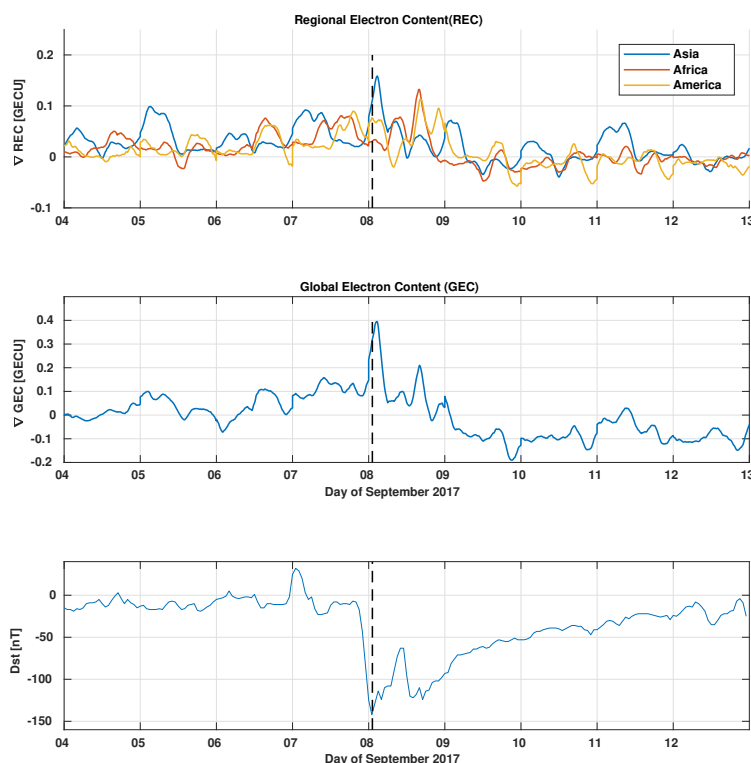 Regional Electron Content(REC)
0.2
0.1
0
-0.1
∇ REC [GECU]
Asia
Africa
America
04 05 06 07 08 09 10 11 12 13
Global Electron Content (GEC)
0.4
0.3
0.2
0.1
0
-0.1
-0.2
∇ GEC [GECU]
04 05 06 07 08 09 10 11 12 13
Day of September 2017
0
-50
-100
-150
Dst [nT]
04 05 06 07 08 09 10 11 12
Day of September 2017